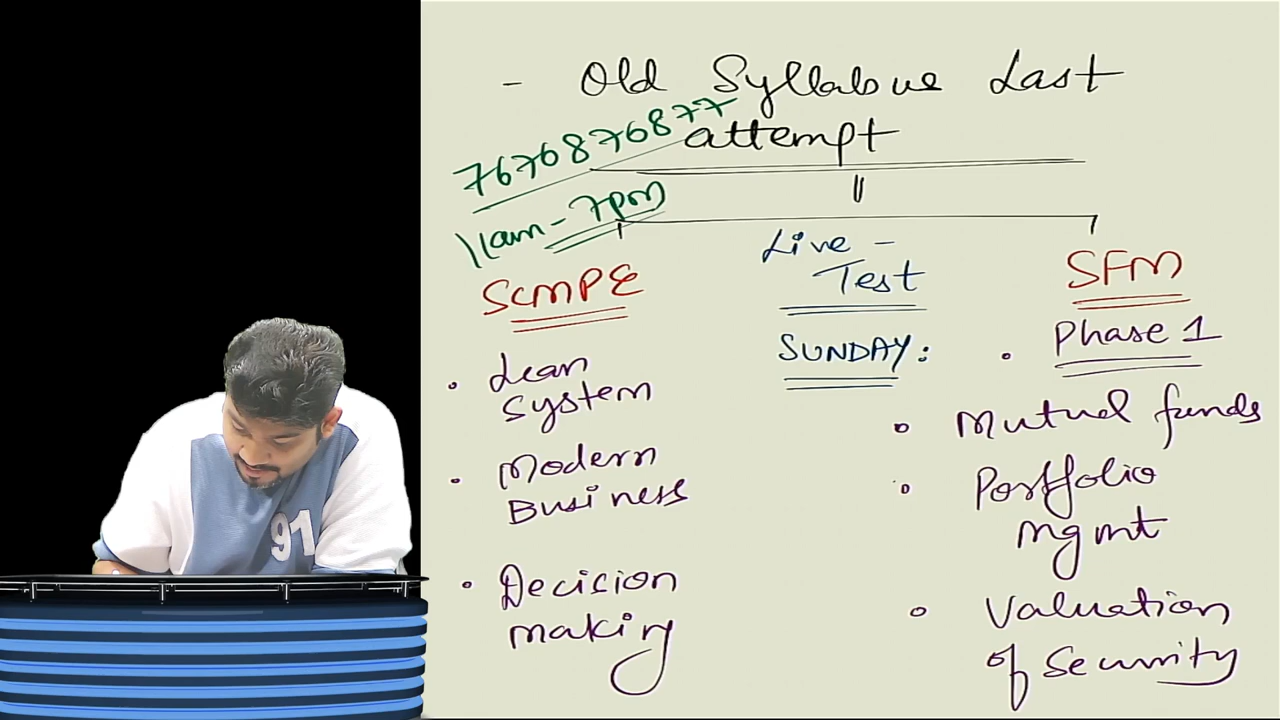 - Old Syllabus Last
attempt
7676876877
11am - 7pm
SCMPE
• Lean
System
• Modern
Business
• Decision
making
Live -
Test
SUNDAY:
SFM
• Phase 1
• Mutual funds
• Portfolio
mgmt
• Valuation
of Security
91